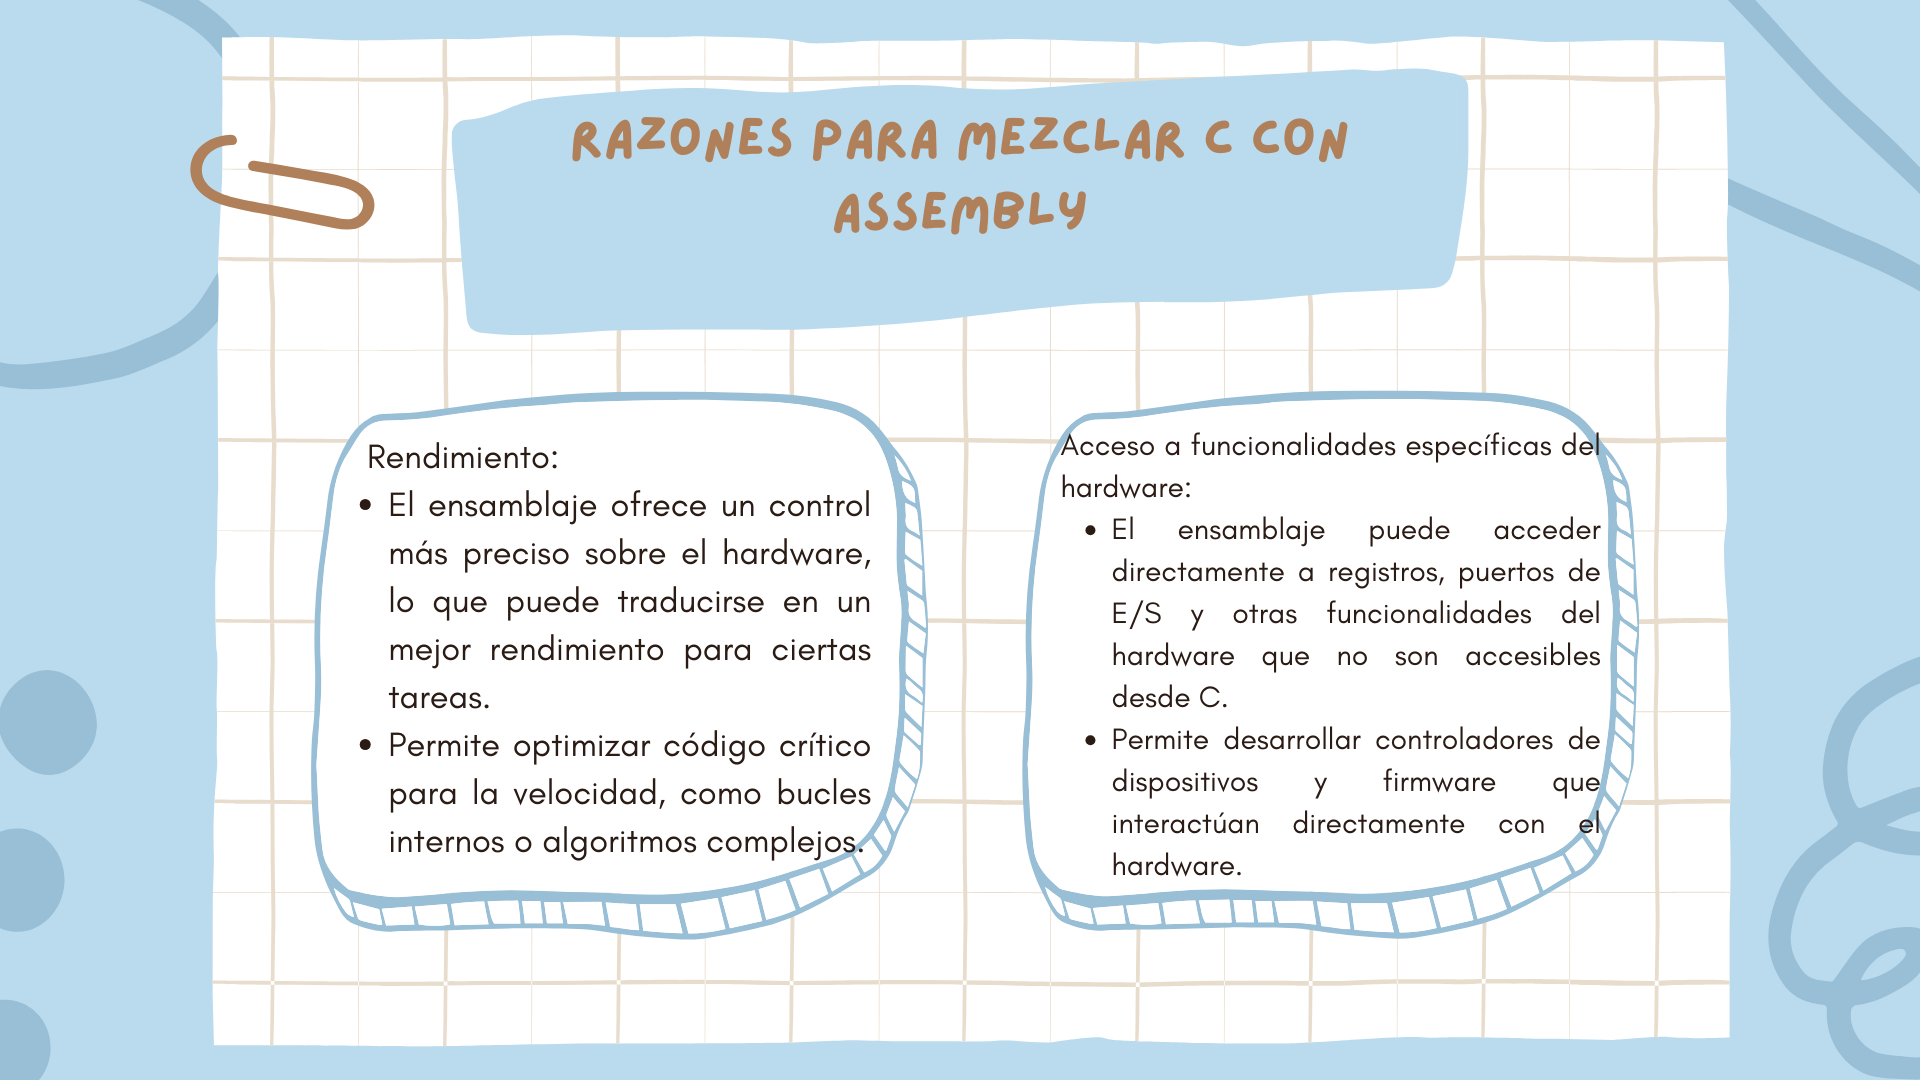 RAZONES PARA MEZCLAR C CON
ASSEMBLY
Rendimiento:
• El ensamblaje ofrece un control
más preciso sobre el hardware,
lo que puede traducirse en un
mejor rendimiento para ciertas
tareas.
• Permite optimizar código crítico
para la velocidad, como bucles
internos o algoritmos complejos.
Acceso a funcionalidades específicas del
hardware:
• El ensamblaje puede acceder
directamente a registros, puertos de
E/S y otras funcionalidades del
hardware que no son accesibles
desde C.
• Permite desarrollar controladores de
dispositivos y firmware que
interactúan directamente con el
hardware.